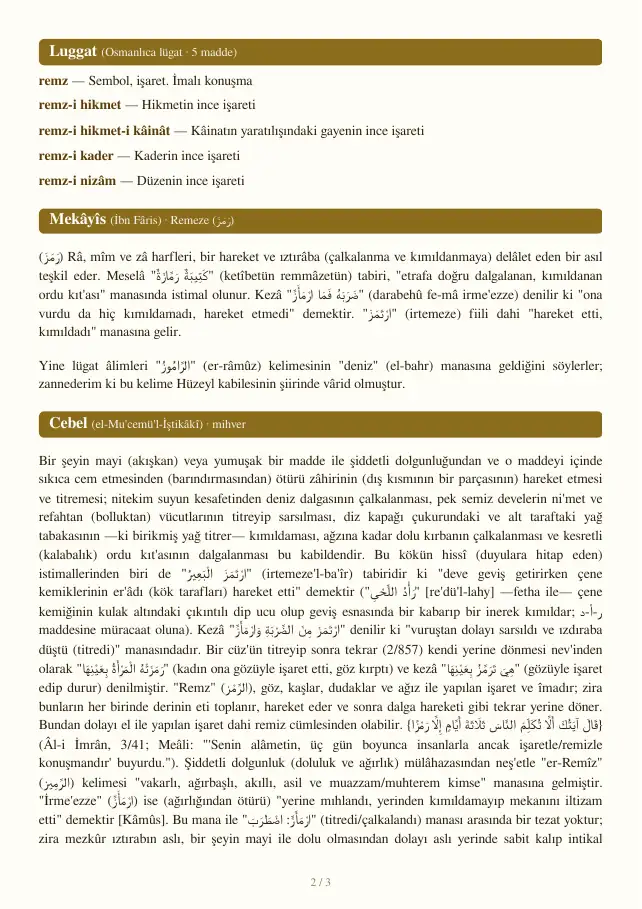 Luggat (Osmanlıca lügat · 5 madde)
remz — Sembol, işaret. İmalı konuşma
remz-i hikmet — Hikmetin ince işareti
remz-i hikmet-i kâinât — Kâinatın yaratılışındaki gayenin ince işareti
remz-i kader — Kaderin ince işareti
remz-i nizâm — Düzenin ince işareti
Mekâyîs (İbn Fâris) · Remeze (رَمَزَ)
(رَمَزَ) Râ, mîm ve zâ harfleri, bir hareket ve ıztırâba (çalkalanma ve kımıldanmaya) delâlet eden bir asıl
teşkil eder. Meselâ "كَتِيبَةٌ رَمَّازَةٌ" (ketîbetün remmâzetün) tabiri, "etrafa doğru dalgalanan, kımıldanan
ordu kıt'ası" manasında istimal olunur. Kezâ "ضَرَبَهُ فَمَا ارْمَأَزَّ" (darabehû fe-mâ irme'ezze) denilir ki "ona
vurdu da hiç kımıldamadı, hareket etmedi" demektir. "ارْتَمَزَ" (irtemeze) fiili dahi "hareket etti,
kımıldadı" manasına gelir.
Yine lügat âlimleri "الرَّامُوزُ" (er-râmûz) kelimesinin "deniz" (el-bahr) manasına geldiğini söylerler;
zannederim ki bu kelime Hüzeyl kabilesinin şiirinde vârid olmuştur.
Cebel (el-Mu'cemü'l-İştikâkî) · mihver
Bir şeyin mayi (akışkan) veya yumuşak bir madde ile şiddetli dolgunluğundan ve o maddeyi içinde
sıkıca cem etmesinden (barındırmasından) ötürü zâhirinin (dış kısmının bir parçasının) hareket etmesi
ve titremesi; nitekim suyun kesafetinden deniz dalgasının çalkalanması, pek semiz develerin ni'met ve
refahtan (bolluktan) vücutlarının titreyip sarsılması, diz kapağı çukurundaki ve alt taraftaki yağ
tabakasının —ki birikmiş yağ titrer— kımıldaması, ağzına kadar dolu kırbanın çalkalanması ve kesretli
(kalabalık) ordu kıt'asının dalgalanması bu kabildendir. Bu kökün hissî (duyulara hitap eden)
istimallerinden biri de "ارْتَمَزَ الْبَعِيرُ" (irtemeze'l-ba'îr) tabiridir ki "deve geviş getirirken çene
kemiklerinin er'âdı (kök tarafları) hareket etti" demektir ("رَأْدُ اللَّحْيِ" [re'dü'l-lahy] —fetha ile— çene
kemiğinin kulak altındaki çıkıntılı dip ucu olup geviş esnasında bir kabarıp bir inerek kımıldar; ر-أ-د
maddesine müracaat oluna). Kezâ "ارْتَمَزَ مِنَ الضَّرْبَةِ وَارْمَأَزَّ" denilir ki "vuruştan dolayı sarsıldı ve ızdıraba
düştü (titredi)" manasındadır. Bir cüz'ün titreyip sonra tekrar (2/857) kendi yerine dönmesi nev'inden
olarak "رَمَزَتْهُ الْمَرْأَةُ بِعَيْنِهَا" (kadın ona gözüyle işaret etti, göz kırptı) ve kezâ "هِيَ تَرْمُزُ بِعَيْنِهَا" (gözüyle işaret
edip durur) denilmiştir. "Remz" (الرَّمْز), göz, kaşlar, dudaklar ve ağız ile yapılan işaret ve îmadır; zira
bunların her birinde derinin eti toplanır, hareket eder ve sonra dalga hareketi gibi tekrar yerine döner.
Bundan dolayı el ile yapılan işaret dahi remiz cümlesinden olabilir. {قَالَ آيَتُكَ أَلَّا تُكَلِّمَ النَّاسَ ثَلَاثَةَ أَيَّامٍ إِلَّا رَمْزًا}
(Âl-i İmrân, 3/41; Meâli: "'Senin alâmetin, üç gün boyunca insanlarla ancak işaretle/remizle
konuşmandır' buyurdu."). Şiddetli dolgunluk (doluluk ve ağırlık) mülâhazasından neş'etle "er-Remîz"
(الرَّمِيز) kelimesi "vakarlı, ağırbaşlı, akıllı, asil ve muazzam/muhterem kimse" manasına gelmiştir.
"İrme'ezze" (ارْمَأَزَّ) ise (ağırlığından ötürü) "yerine mıhlandı, yerinden kımıldamayıp mekanını iltizam
etti" demektir [Kâmûs]. Bu mana ile "ارْمَأَزَّ: اضْطَرَبَ" (titredi/çalkalandı) manası arasında bir tezat yoktur;
zira mezkûr ıztırabın aslı, bir şeyin mayi ile dolu olmasından dolayı aslı yerinde sabit kalıp intikal
2 / 3